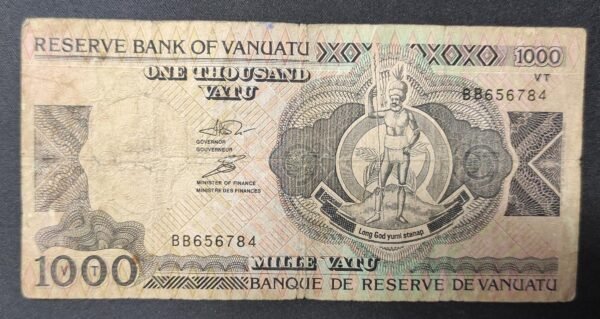 RESERVE BANK OF VANUATU
1000
VT
ONE THOUSAND
VATU
BB656784
GOVERNOR
GOUVERNEUR
MINISTER OF FINANCE
MINISTRE DES FINANCES
Long God yumi stanap
BB656784
1000
VT
MILLE VATU
BANQUE DE RESERVE DE VANUATU